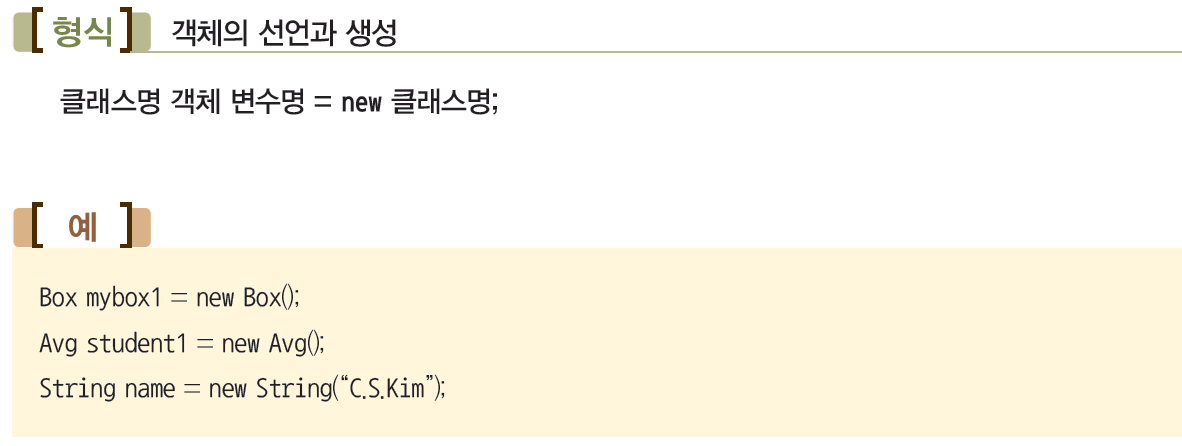 [형식] 객체의 선언과 생성
클래스명 객체 변수명 = new 클래스명;
[예]
Box mybox1 = new Box();
Avg student1 = new Avg();
String name = new String(“C.S.Kim”);